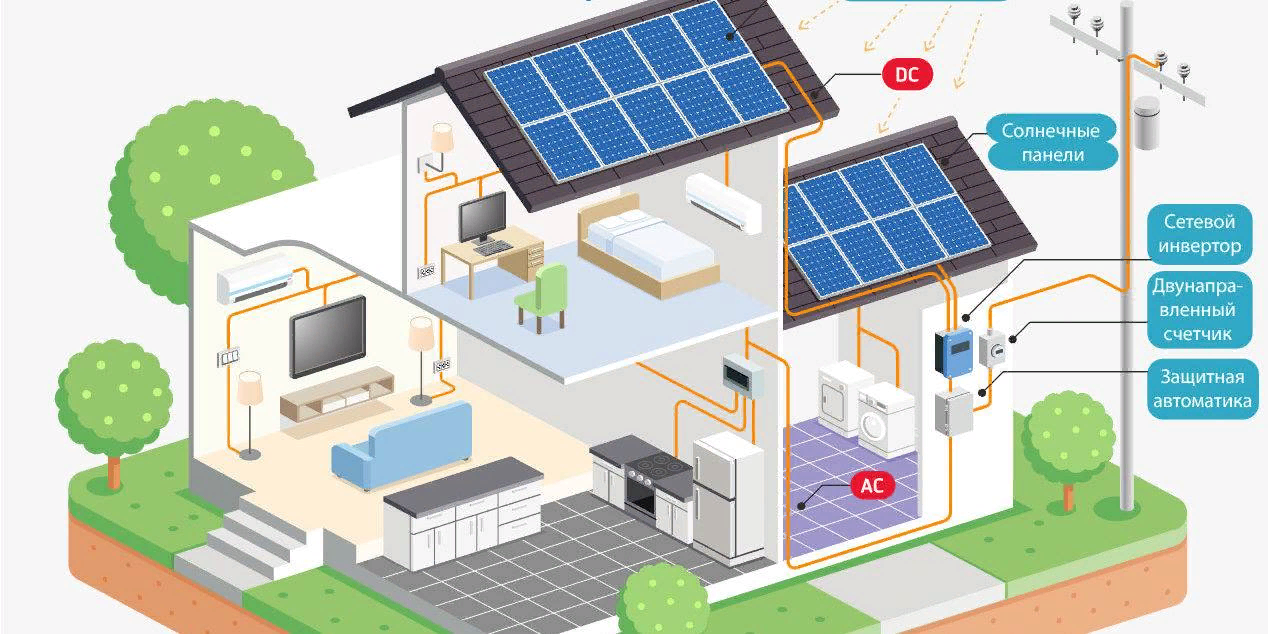 DC
Солнечные
панели
Сетевой
инвертор
Двунапра-
вленный
счетчик
Защитная
автоматика
AC